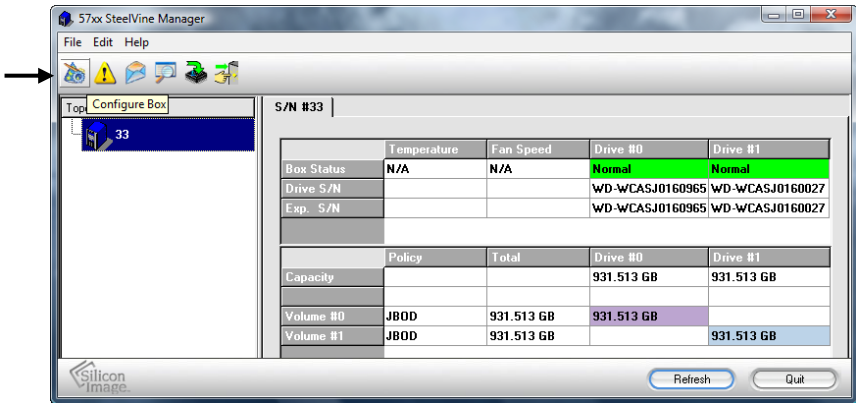 57xx SteelVine Manager
File Edit Help
Configure Box
Top
33
S/N #33
Temperature Fan Speed Drive #0 Drive #1
Box Status N/A N/A Normal Normal
Drive S/N WD-WCASJ0160965 WD-WCASJ0160027
Exp. S/N WD-WCASJ0160965 WD-WCASJ0160027
Policy Total Drive #0 Drive #1
Capacity 931.513 GB 931.513 GB
Volume #0 JBOD 931.513 GB 931.513 GB
Volume #1 JBOD 931.513 GB 931.513 GB
Silicon
Image.
Refresh Quit